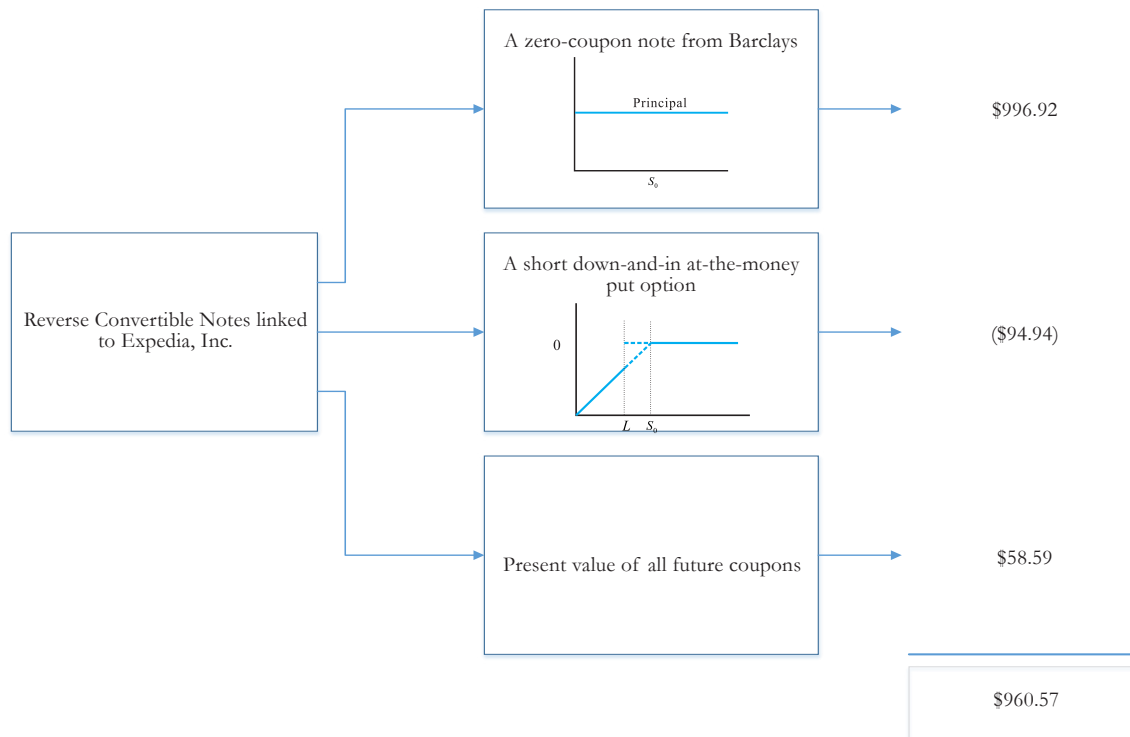 Reverse Convertible Notes linked
to Expedia, Inc.
A zero-coupon note from Barclays
Principal
S₀
$996.92
A short down-and-in at-the-money
put option
0
L S₀
($94.94)
Present value of all future coupons
$58.59
$960.57